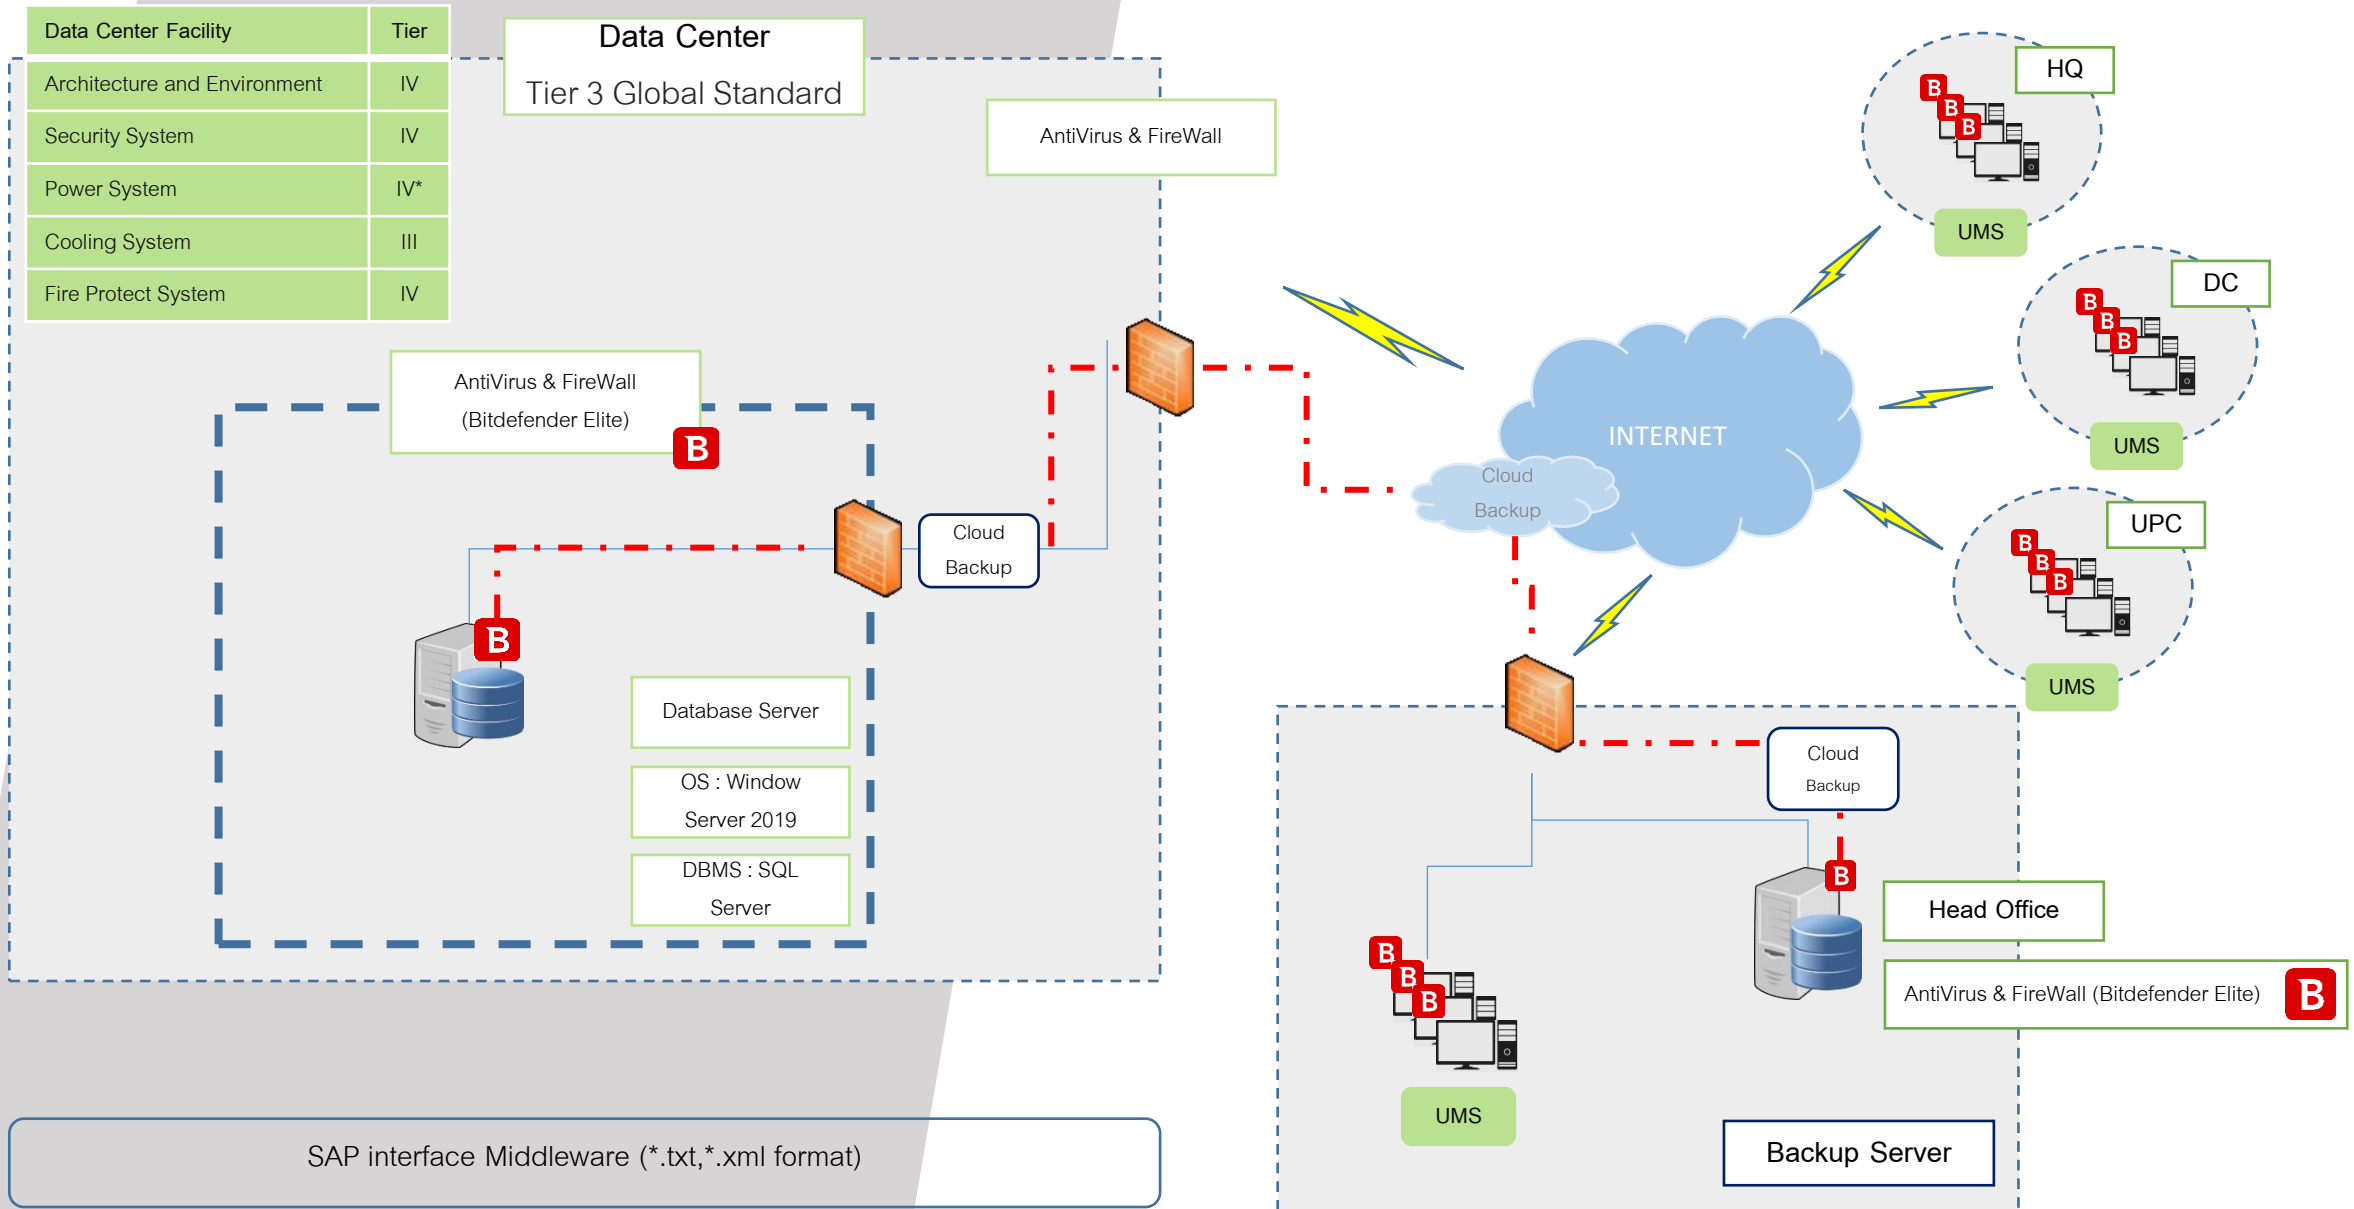 Data Center Facility Tier
Architecture and Environment IV
Security System IV
Power System IV*
Cooling System III
Fire Protect System IV
Data Center
Tier 3 Global Standard
AntiVirus & FireWall
AntiVirus & FireWall
(Bitdefender Elite)
B
Cloud
Backup
B
Database Server
OS : Window
Server 2019
DBMS : SQL
Server
SAP interface Middleware (*.txt,*.xml format)
INTERNET
Cloud
Backup
HQ
B
B
B
UMS
DC
B
B
B
UMS
UPC
B
B
B
UMS
Cloud
Backup
B
Head Office
AntiVirus & FireWall (Bitdefender Elite) B
B
B
B
UMS
Backup Server